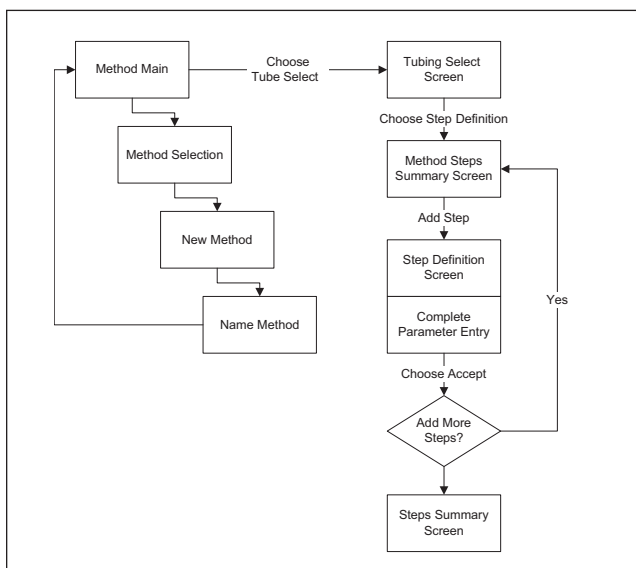 Method Main
Choose
Tube Select
Tubing Select
Screen
Choose Step Definition
Method Selection
Method Steps
Summary Screen
Add Step
New Method
Step Definition
Screen
Yes
Name Method
Complete
Parameter Entry
Choose Accept
Add More
Steps?
Steps Summary
Screen